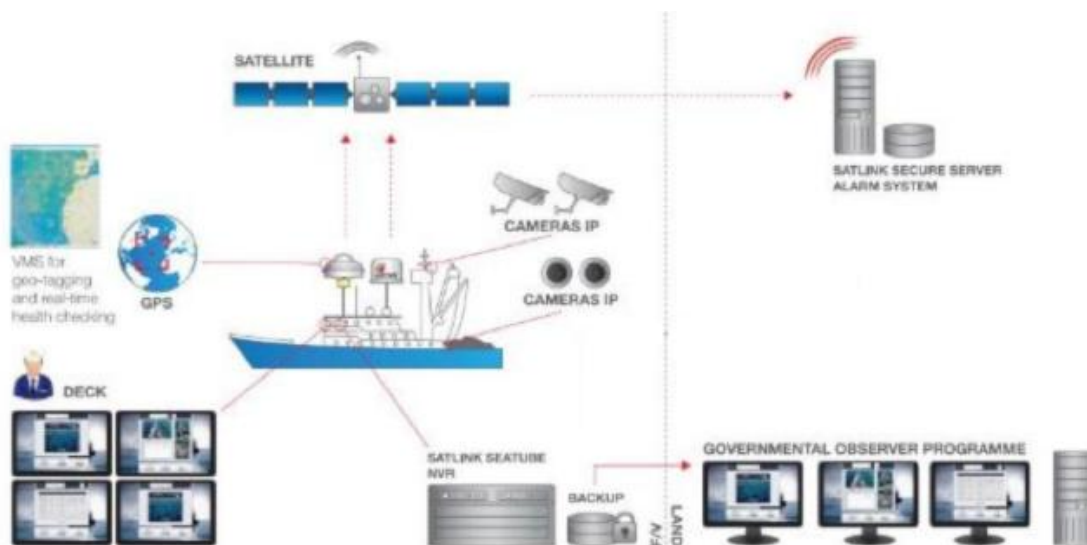 SATELLITE
SATLINK SECURE SERVER
ALARM SYSTEM
CAMERAS IP
CAMERAS IP
VMS for
geo-tagging
and real-time
health checking
GPS
DECK
SATLINK SEATUBE
NVR
BACKUP
GOVERNMENTAL OBSERVER PROGRAMME
LAND